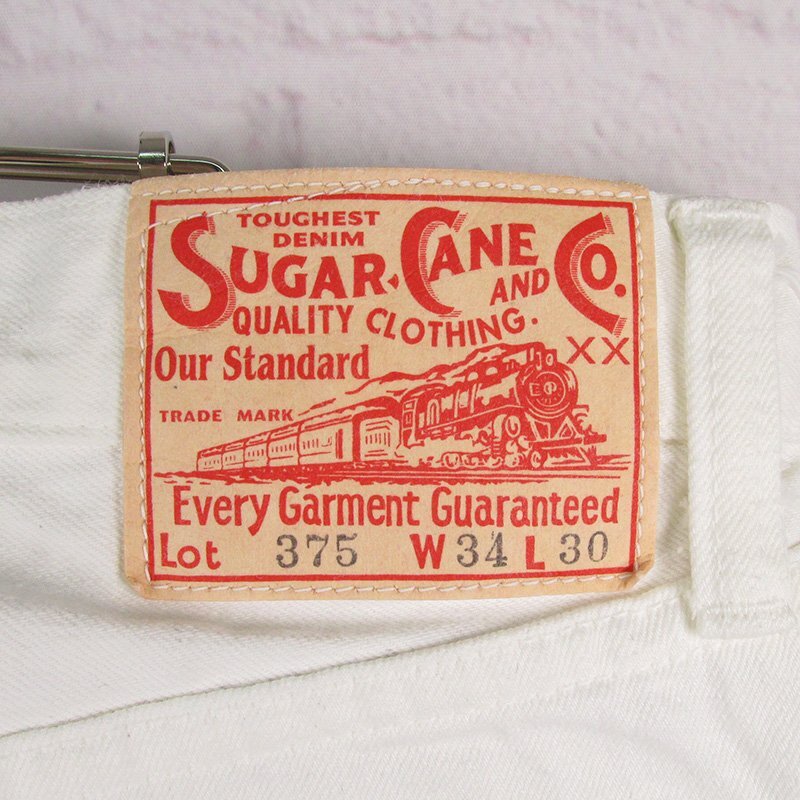 TOUGHEST
DENIM
SUGAR CANE AND CO.
QUALITY CLOTHING.
Our Standard XX
TRADE MARK
Every Garment Guaranteed
Lot 375 W 34 L 30